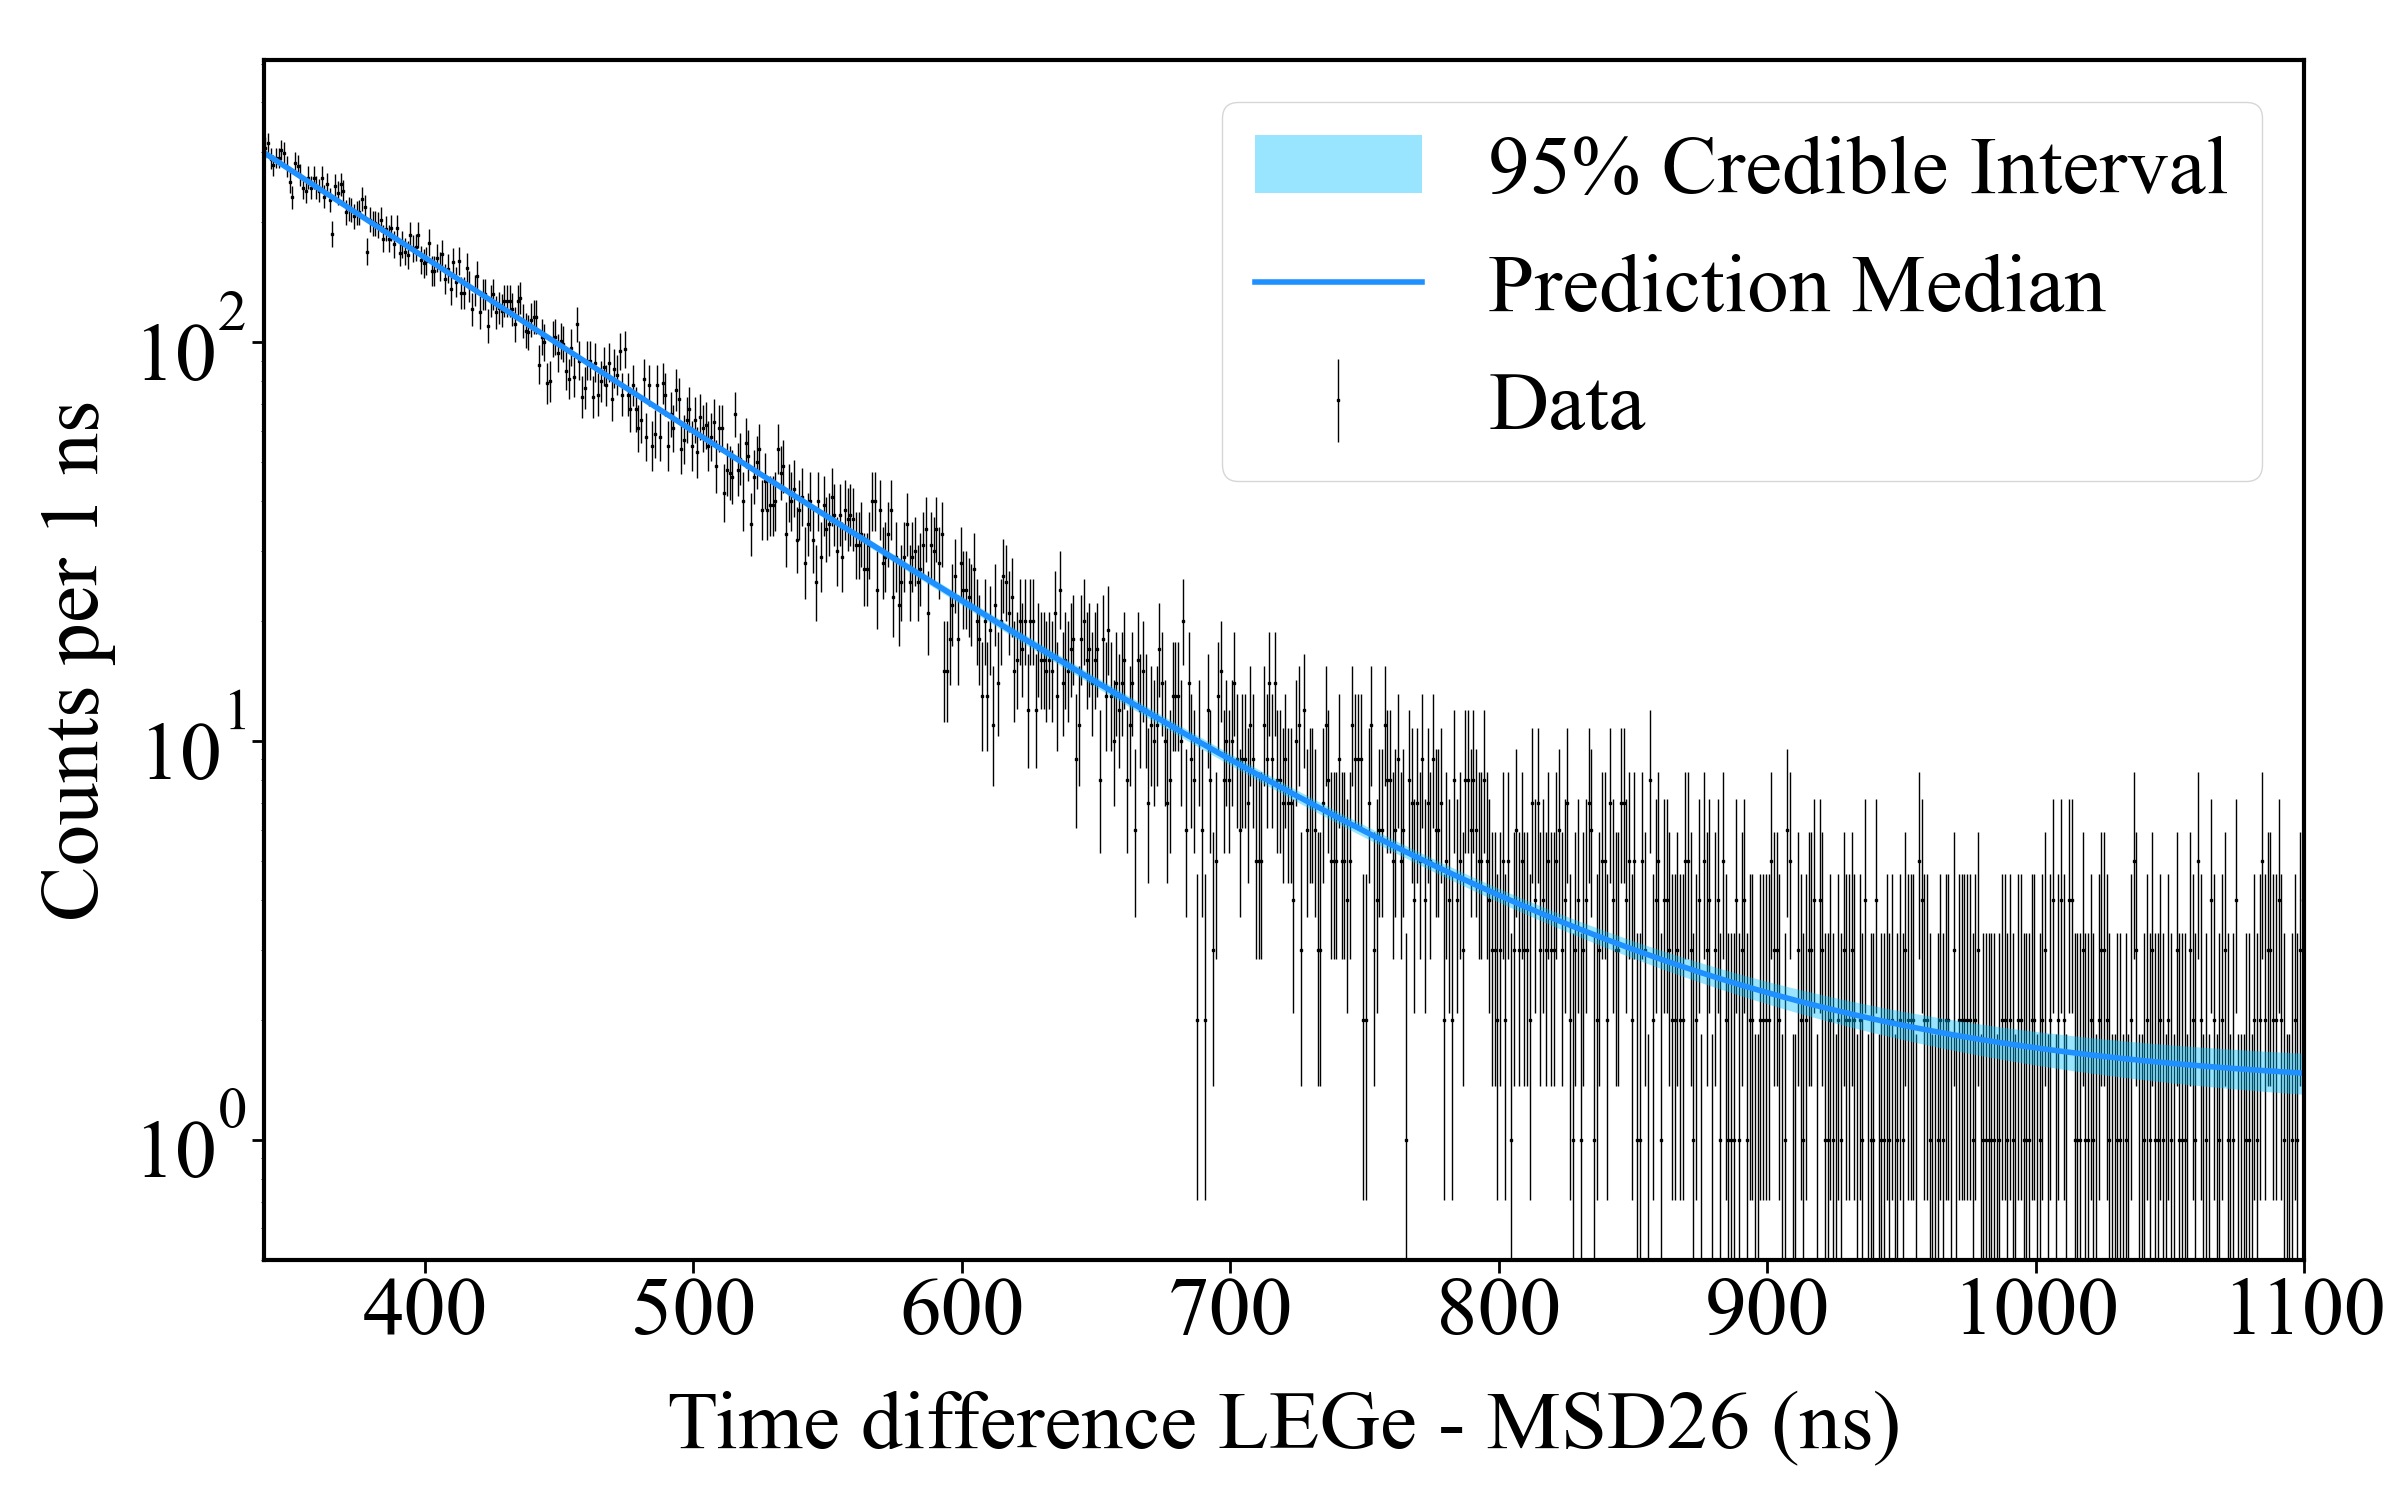 95% Credible Interval
Prediction Median
Data
Counts per 1 ns
10^2
10^1
10^0
400 500 600 700 800 900 1000 1100
Time difference LEGe - MSD26 (ns)